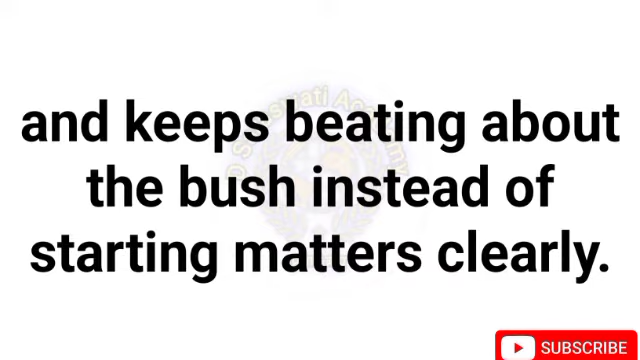 and keeps beating about
the bush instead of
starting matters clearly.
SUBSCRIBE